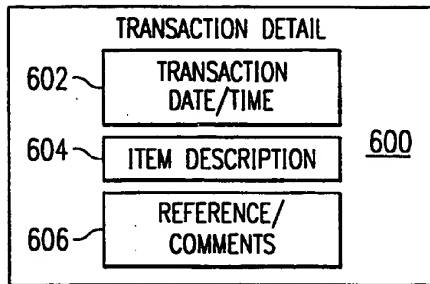 TRANSACTION DETAIL
602
TRANSACTION
DATE/TIME
604
ITEM DESCRIPTION
600
606
REFERENCE/
COMMENTS